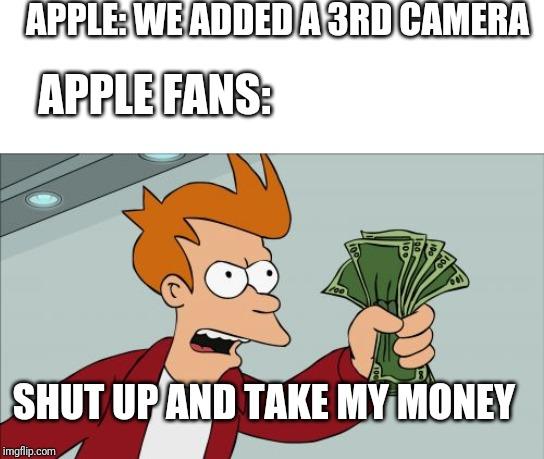 APPLE: WE ADDED A 3RD CAMERA
APPLE FANS:
SHUT UP AND TAKE MY MONEY
imgflip.com